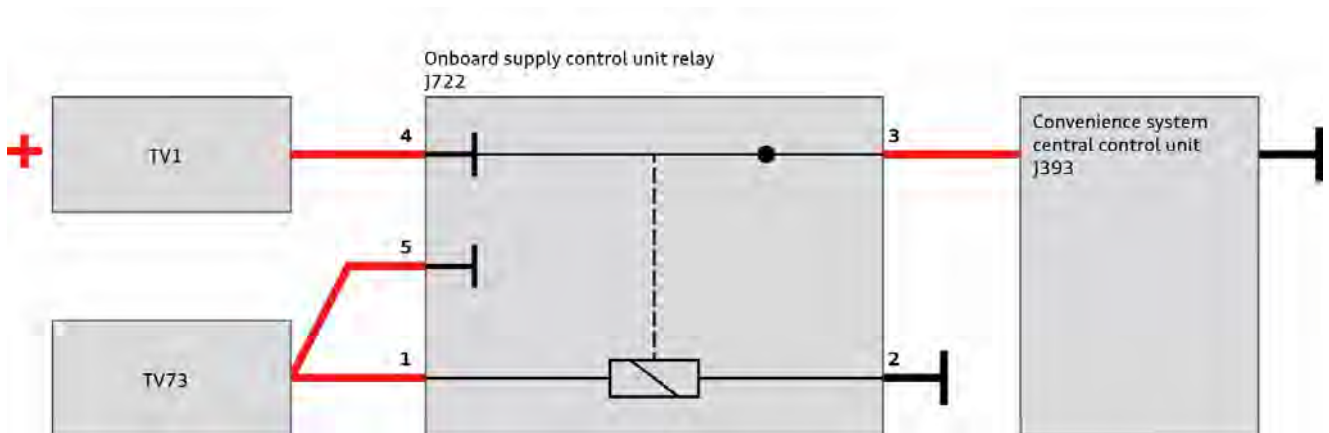 Onboard supply control unit relay
J722
TV1
4
3
Convenience system
central control unit
J393
5
TV73
1
2